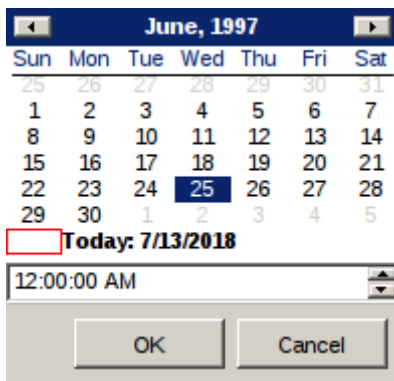 June, 1997
Sun Mon Tue Wed Thu Fri Sat
25 26 27 28 29 30 31
1 2 3 4 5 6 7
8 9 10 11 12 13 14
15 16 17 18 19 20 21
22 23 24 25 26 27 28
29 30 1 2 3 4 5
Today: 7/13/2018
12:00:00 AM
OK Cancel